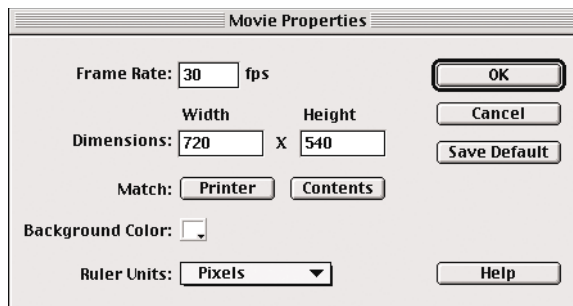 Movie Properties
Frame Rate: 30 fps
OK
Width Height
Cancel
Dimensions: 720 X 540
Save Default
Match: Printer Contents
Background Color:
Ruler Units: Pixels
Help